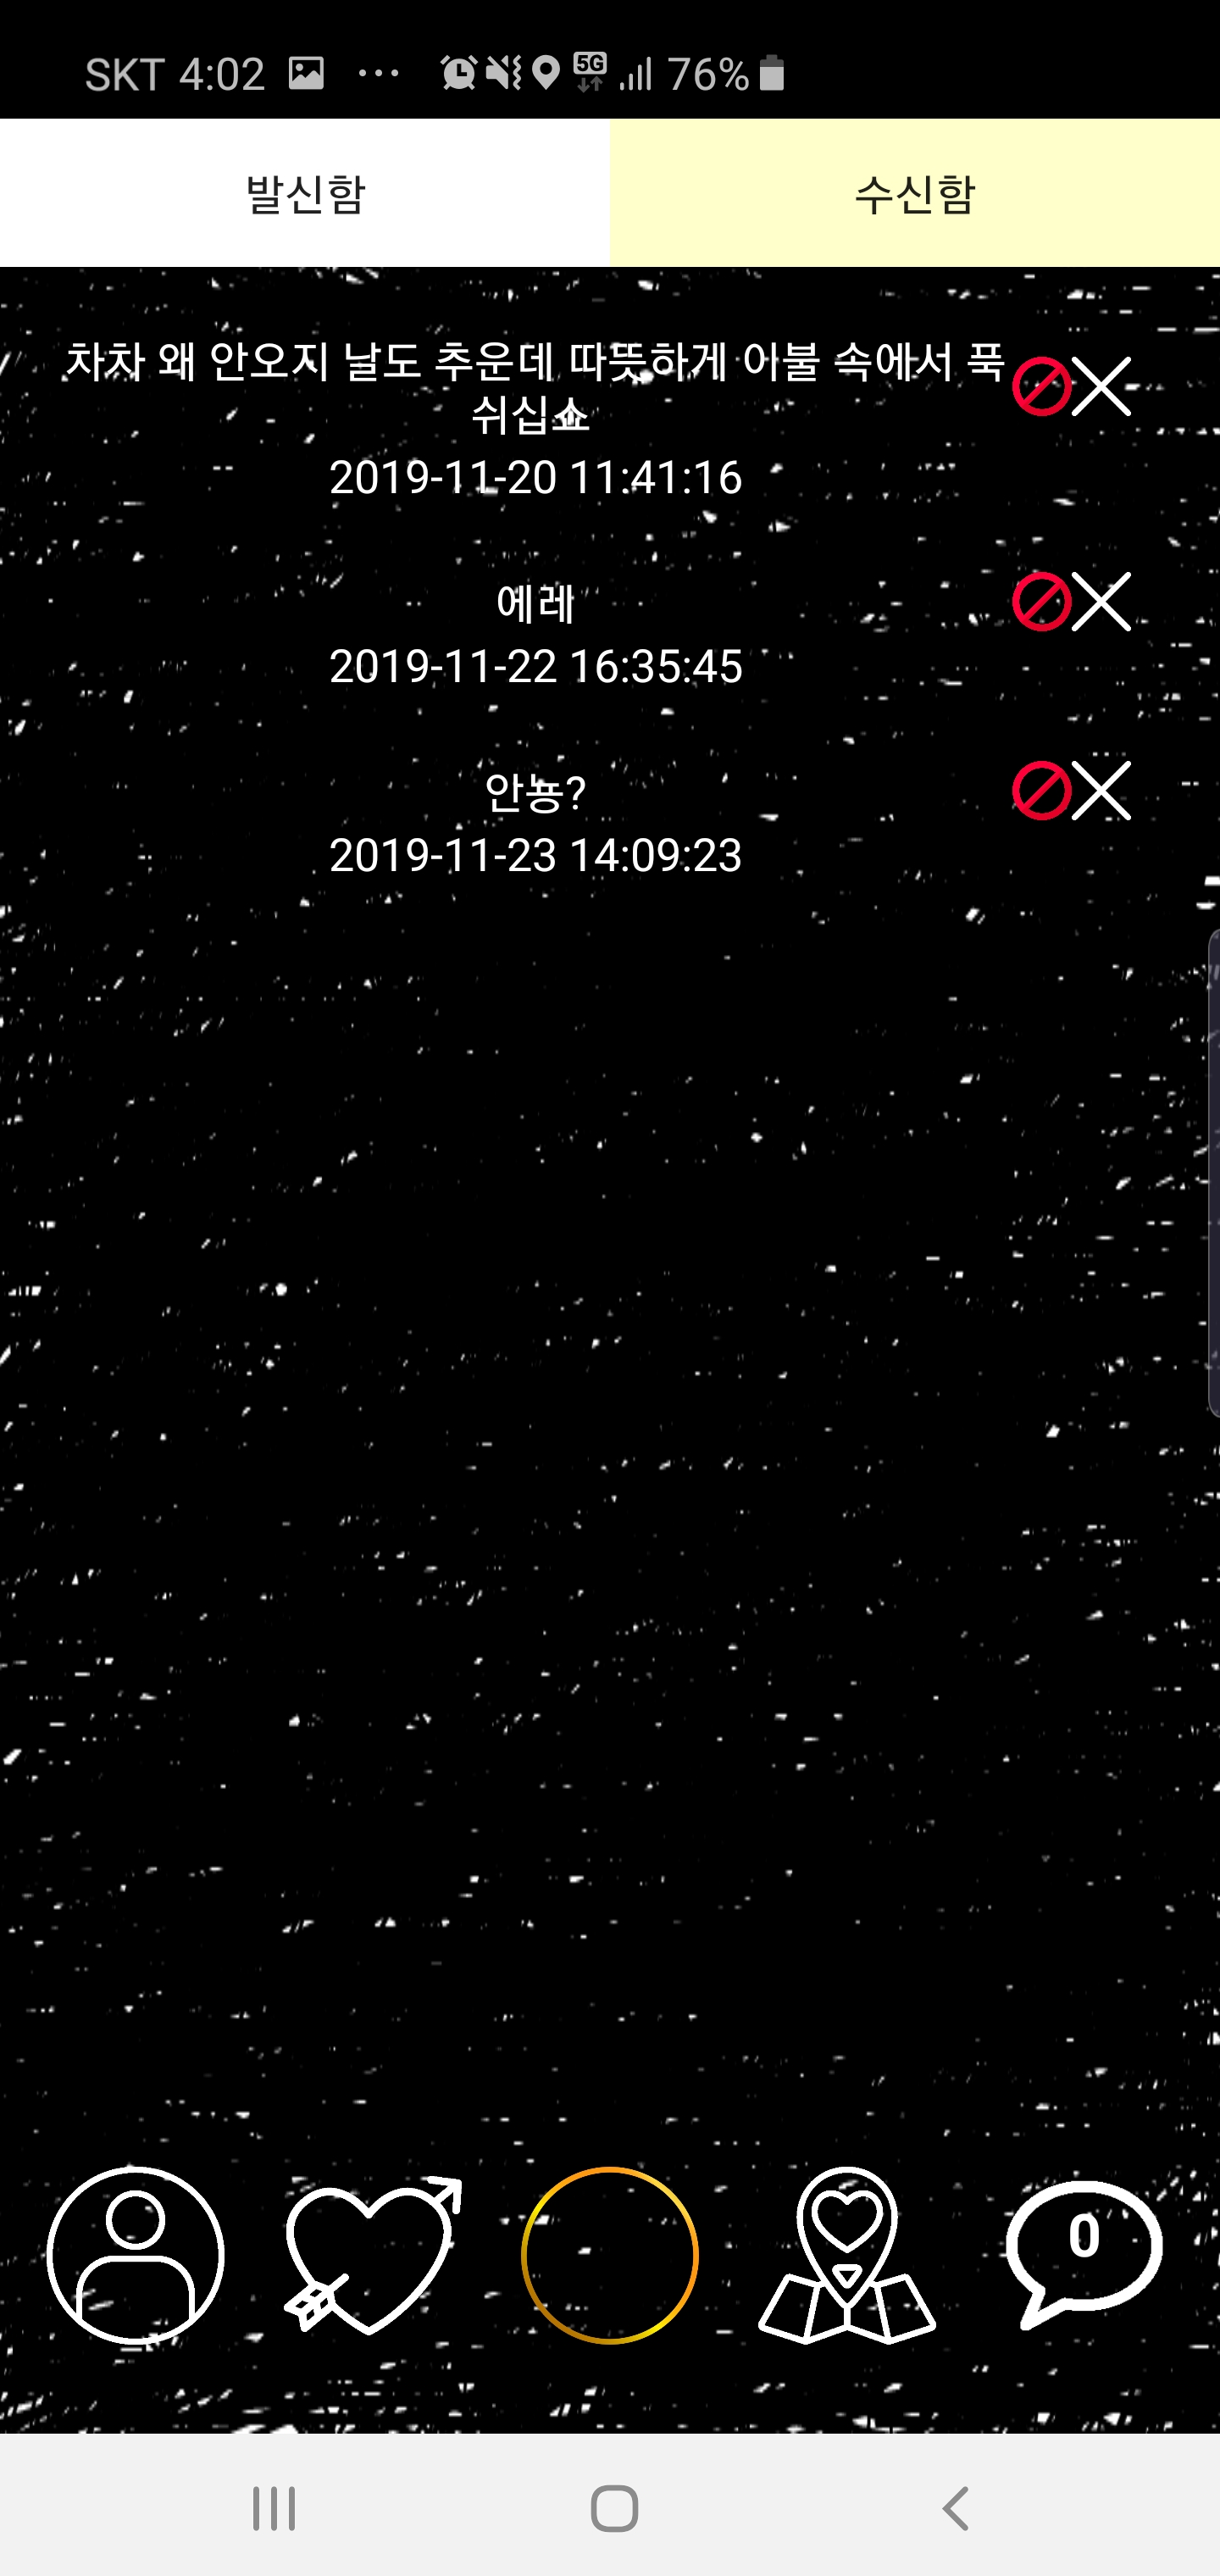 SKT 4:02 5G 76%
발신함 수신함
차차 왜 안오지 날도 추운데 따뜻하게 이불 속에서 푹
쉬십쇼
2019-11-20 11:41:16
에레
2019-11-22 16:35:45
안뇽?
2019-11-23 14:09:23
0